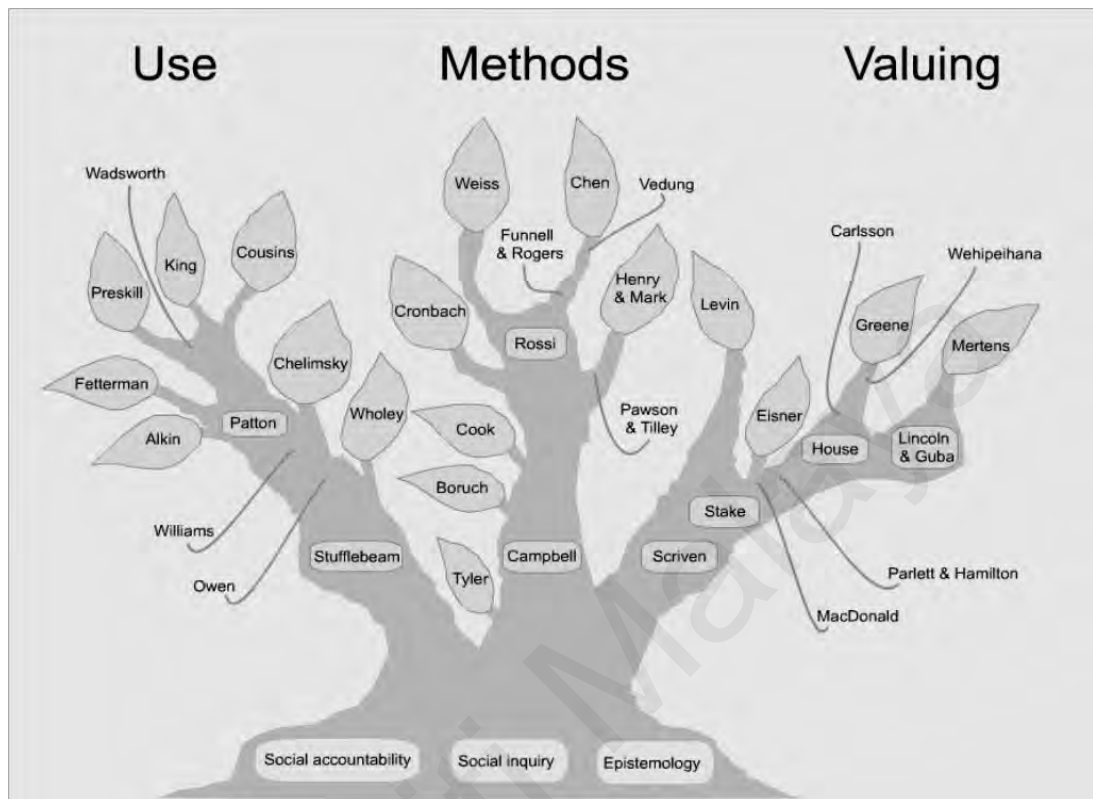 Use
Methods
Valuing
Wadsworth
King
Cousins
Preskill
Chelimsky
Fetterman
Wholey
Patton
Alkin
Williams
Owen
Stufflebeam
Weiss
Chen
Vedung
Funnell
& Rogers
Henry
& Mark
Cronbach
Rossi
Cook
Pawson
& Tilley
Boruch
Tyler
Campbell
Levin
Carlsson
Wehipeihana
Greene
Mertens
Eisner
House
Lincoln
& Guba
Stake
Scriven
Parlett & Hamilton
MacDonald
Social accountability
Social inquiry
Epistemology